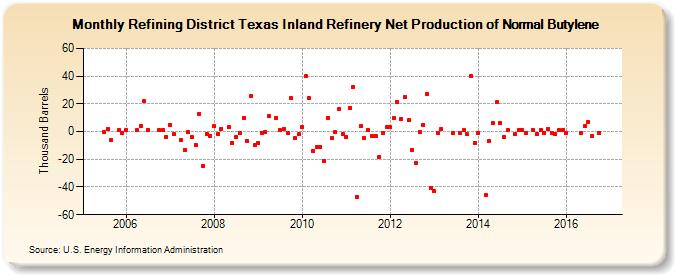 Monthly Refining District Texas Inland Refinery Net Production of Normal Butylene
Thousand Barrels
60
40
20
0
-20
-40
-60
2006 2008 2010 2012 2014 2016
Source: U.S. Energy Information Administration